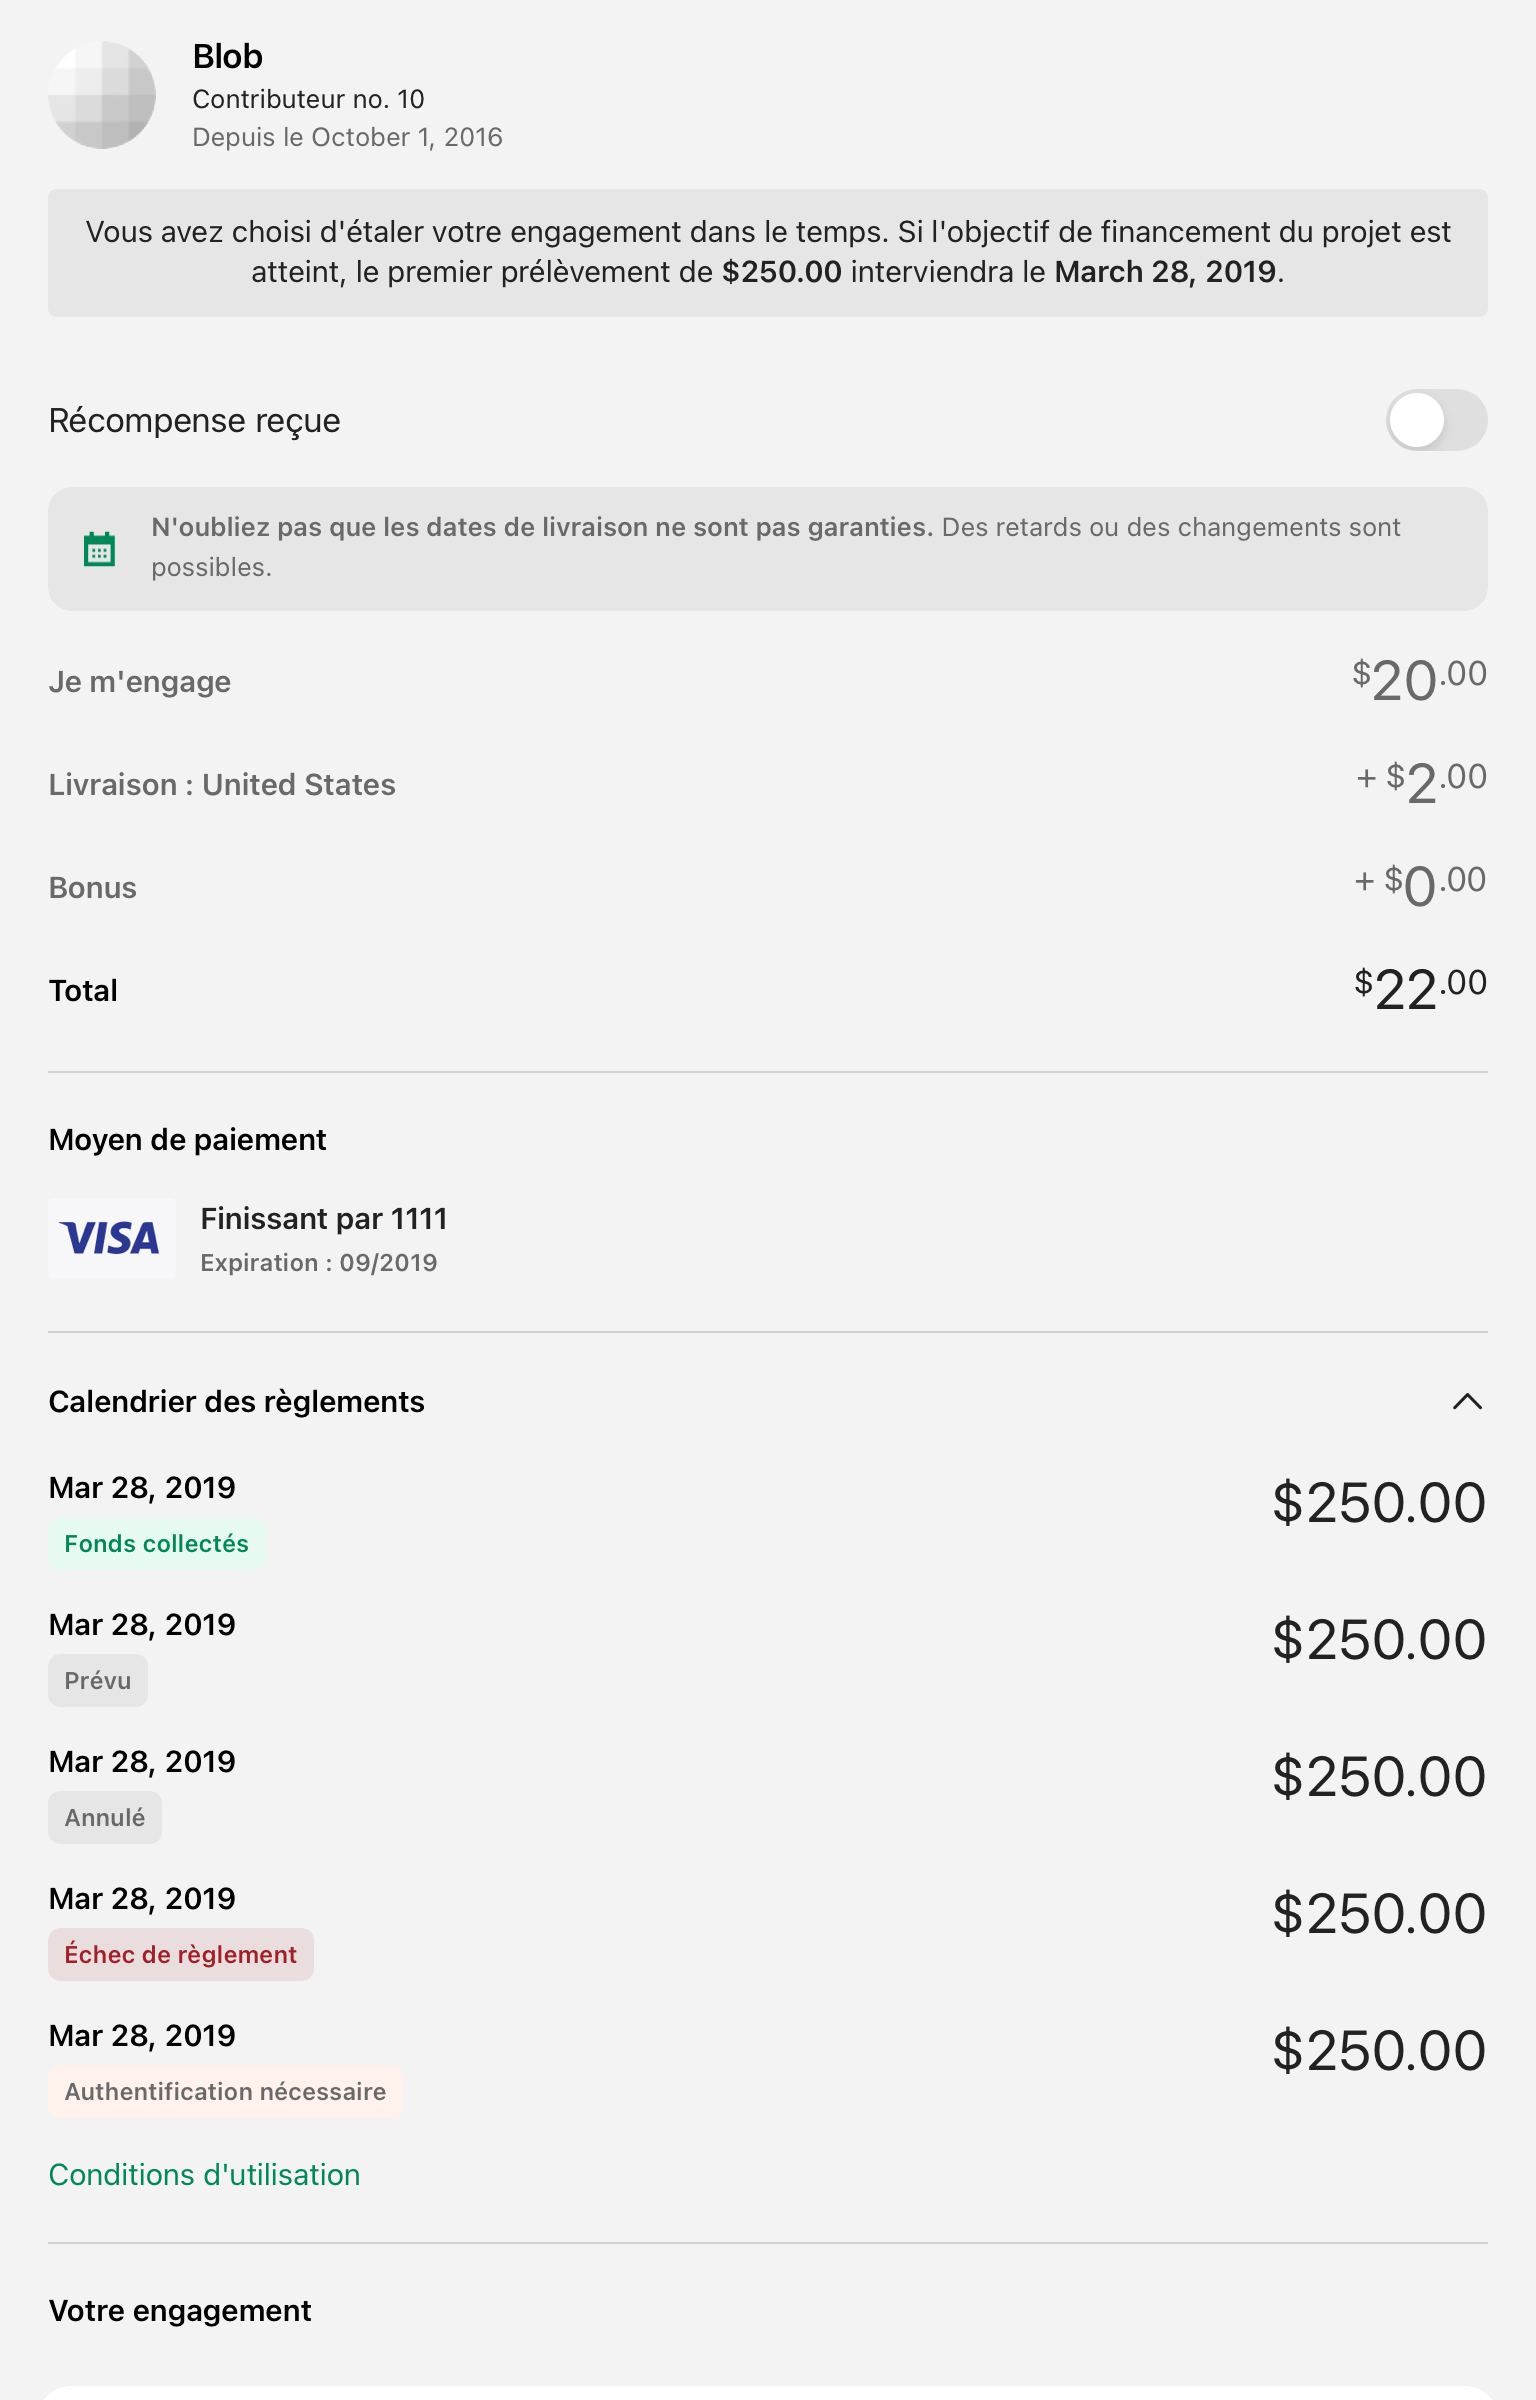 Blob
Contributeur no. 10
Depuis le October 1, 2016
Vous avez choisi d'étaler votre engagement dans le temps. Si l'objectif de financement du projet est
atteint, le premier prélèvement de $250.00 interviendra le March 28, 2019.
Récompense reçue
N'oubliez pas que les dates de livraison ne sont pas garanties. Des retards ou des changements sont
possibles.
Je m'engage $20.00
Livraison : United States + $2.00
Bonus + $0.00
Total $22.00
Moyen de paiement
VISA
Finissant par 1111
Expiration : 09/2019
Calendrier des règlements
Mar 28, 2019 $250.00
Fonds collectés
Mar 28, 2019 $250.00
Prévu
Mar 28, 2019 $250.00
Annulé
Mar 28, 2019 $250.00
Échec de règlement
Mar 28, 2019 $250.00
Authentification nécessaire
Conditions d'utilisation
Votre engagement